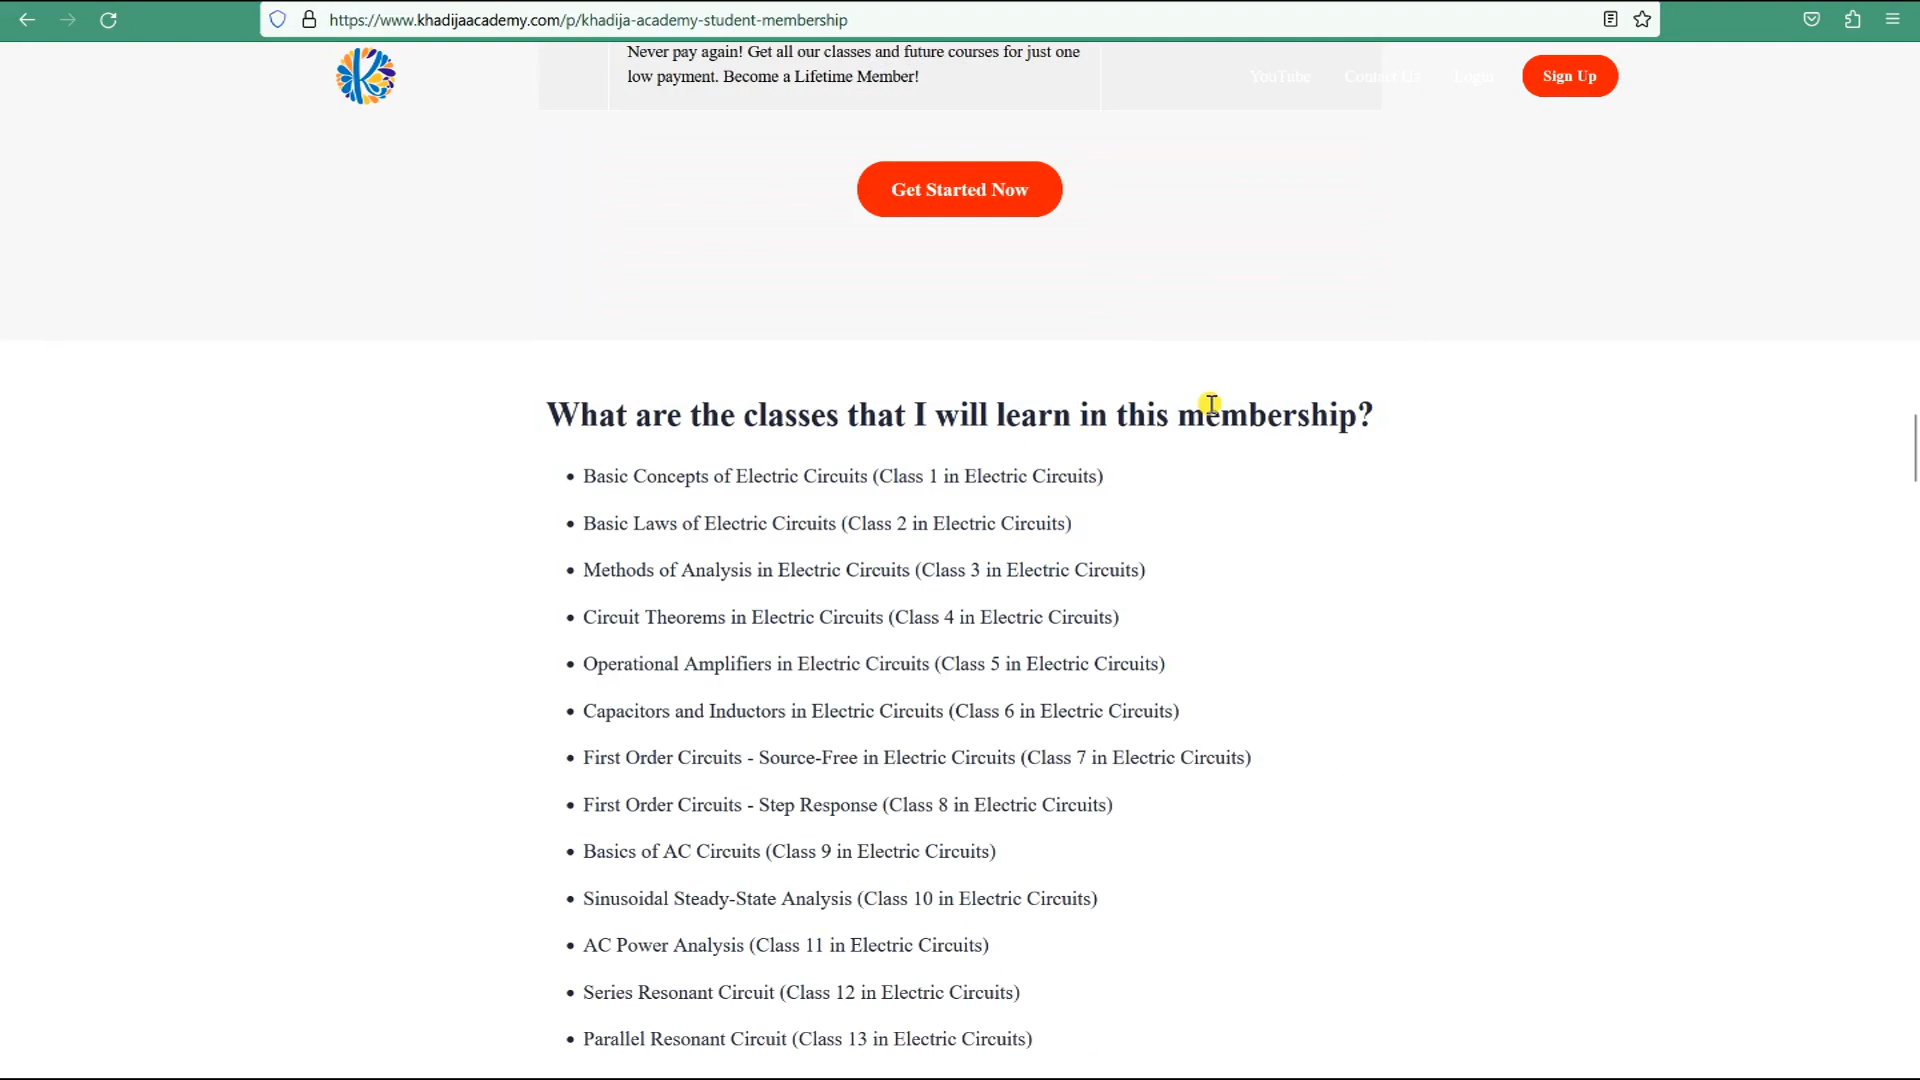 https://www.khadijaacademy.com/p/khadija-academy-student-membership
Never pay again! Get all our classes and future courses for just one
low payment. Become a Lifetime Member!
YouTube
Contact Us
Login
Sign Up
Get Started Now
What are the classes that I will learn in this membership?
• Basic Concepts of Electric Circuits (Class 1 in Electric Circuits)
• Basic Laws of Electric Circuits (Class 2 in Electric Circuits)
• Methods of Analysis in Electric Circuits (Class 3 in Electric Circuits)
• Circuit Theorems in Electric Circuits (Class 4 in Electric Circuits)
• Operational Amplifiers in Electric Circuits (Class 5 in Electric Circuits)
• Capacitors and Inductors in Electric Circuits (Class 6 in Electric Circuits)
• First Order Circuits - Source-Free in Electric Circuits (Class 7 in Electric Circuits)
• First Order Circuits - Step Response (Class 8 in Electric Circuits)
• Basics of AC Circuits (Class 9 in Electric Circuits)
• Sinusoidal Steady-State Analysis (Class 10 in Electric Circuits)
• AC Power Analysis (Class 11 in Electric Circuits)
• Series Resonant Circuit (Class 12 in Electric Circuits)
• Parallel Resonant Circuit (Class 13 in Electric Circuits)